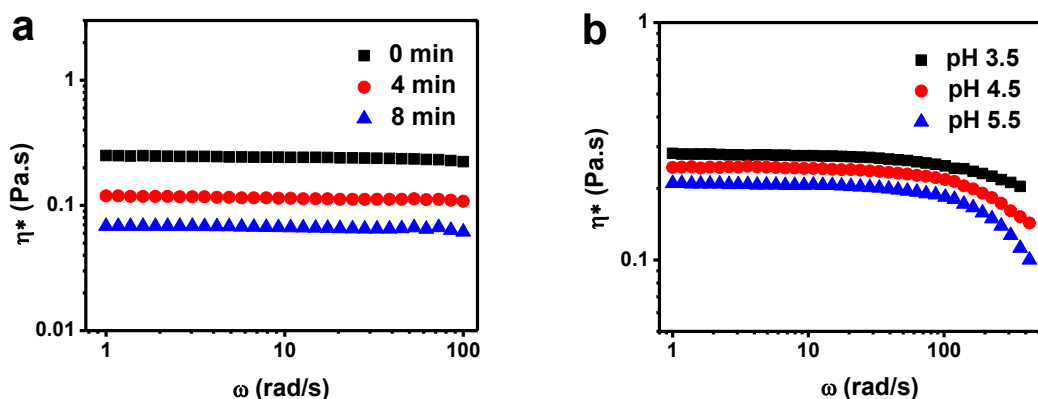 a
0 min
4 min
8 min
η* (Pa.s)
1
0.1
0.01
1
10
100
ω (rad/s)
b
pH 3.5
pH 4.5
pH 5.5
η* (Pa.s)
1
0.1
1
10
100
ω (rad/s)